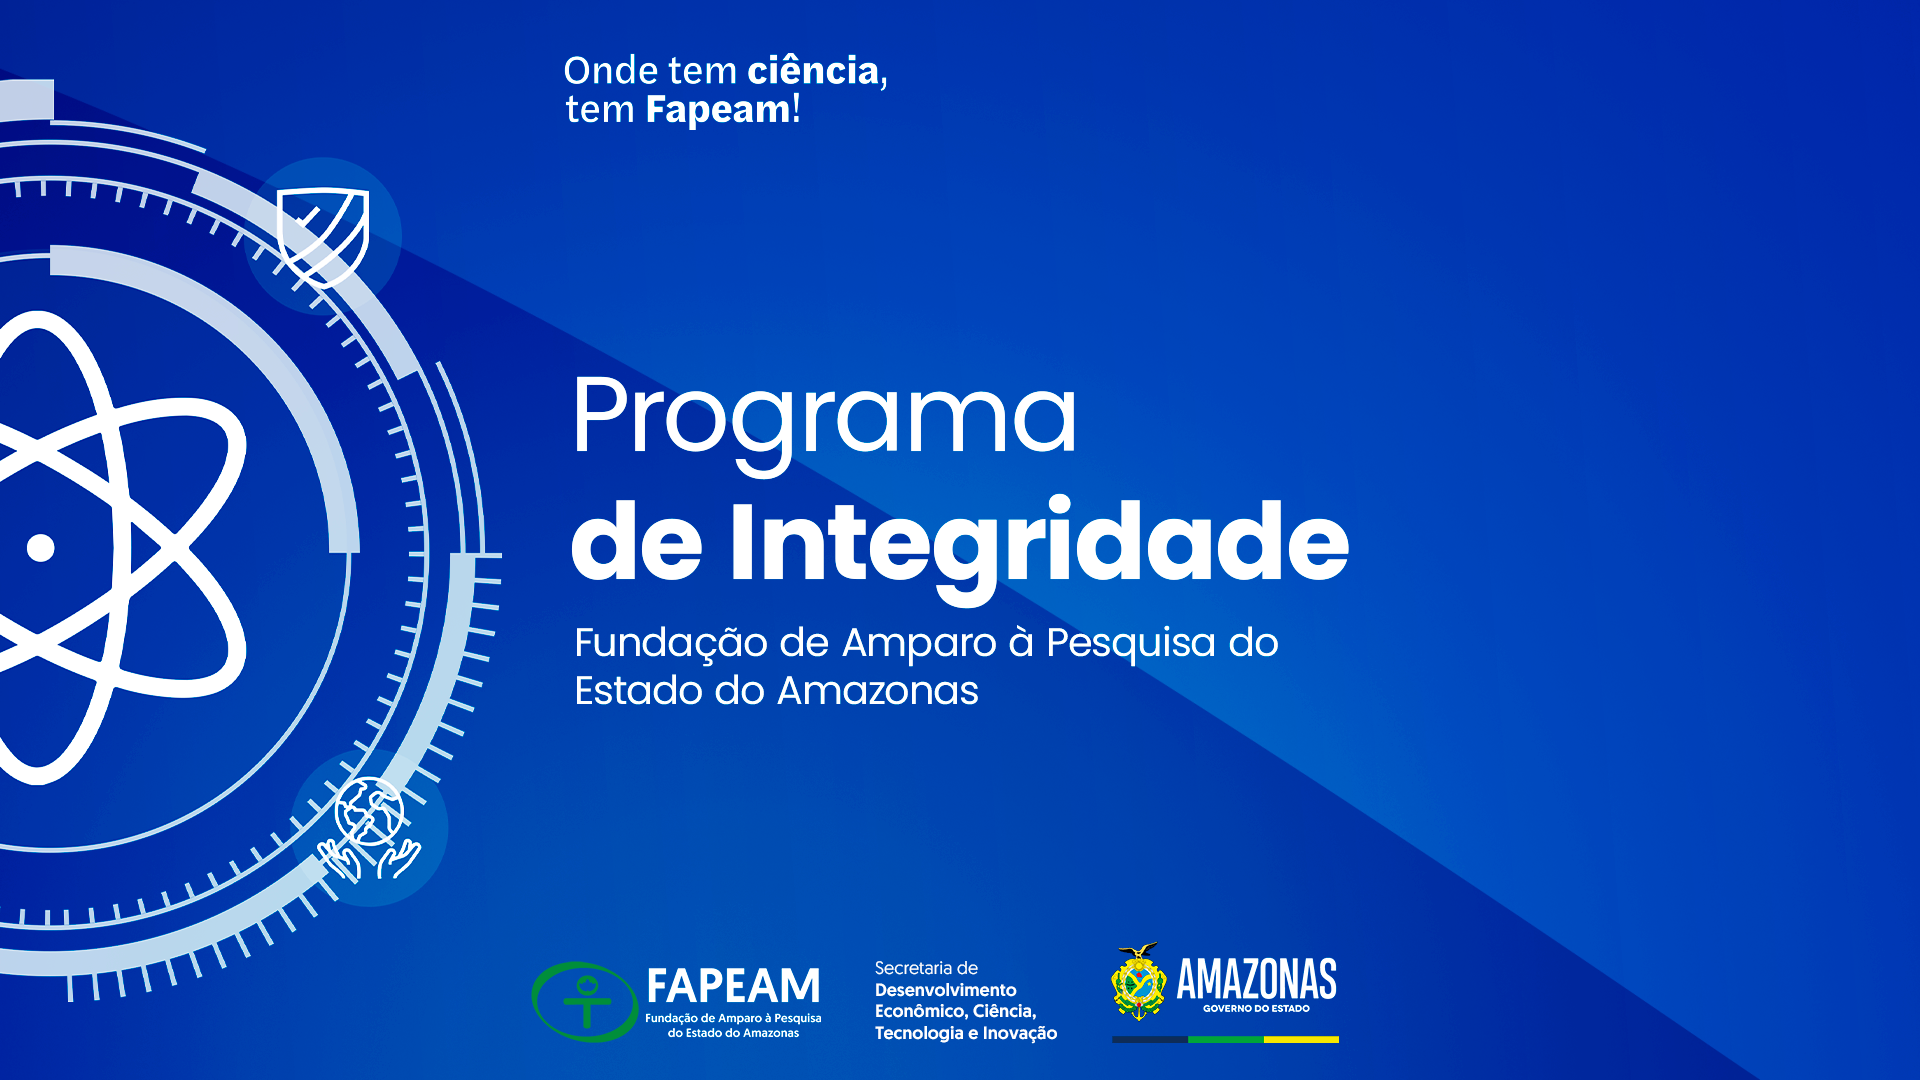 Onde tem ciência,
tem Fapeam!
Programa
de Integridade
Fundação de Amparo à Pesquisa do
Estado do Amazonas
FAPEAM
Fundação de Amparo à Pesquisa
do Estado do Amazonas
Secretaria de
Desenvolvimento
Econômico, Ciência,
Tecnologia e Inovação
AMAZONAS
GOVERNO DO ESTADO